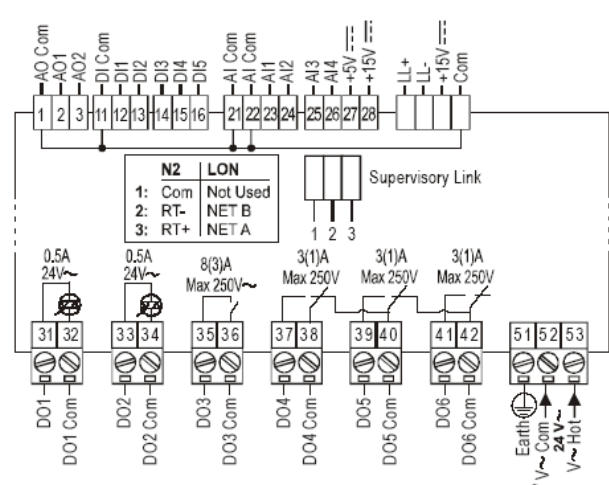 AO Com
AO1
AO2
DI Com
DI1
DI2
DI3
DI4
DI5
AI Com
AI Com
AI1
AI2
AI3
AI4
+5V
+15V
LL+
LL-
+15V
Com
1 2 3 11 12 13 14 15 16 21 22 23 24 25 26 27 28
N2 LON
1: Com Not Used
2: RT- NET B
3: RT+ NET A
Supervisory Link
1 2 3
0.5A
24V~
0.5A
24V~
8(3)A
Max 250V~
3(1)A
Max 250V
3(1)A
Max 250V
3(1)A
Max 250V
31 32 33 34 35 36 37 38 39 40 41 42 51 52 53
DO1
DO1 Com
DO2
DO2 Com
DO3
DO3 Com
DO4
DO4 Com
DO5
DO5 Com
DO6
DO6 Com
Earth
V~ Com
24 V~
V~ Hot